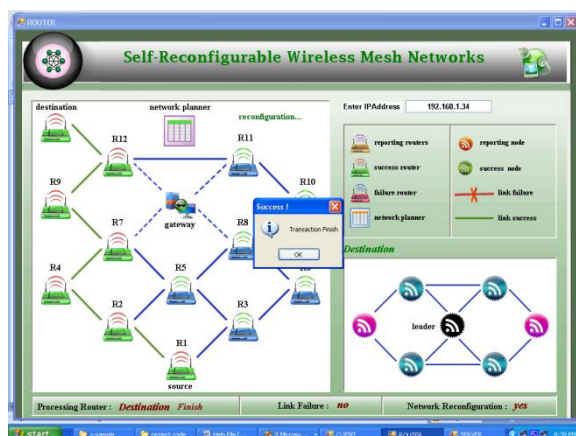 ROUTER
Self-Reconfigurable Wireless Mesh Networks
destination
network planner
reconfiguration...
Enter IPAddress 192.168.1.34
R12
R11
reporting routers
reporting node
success router
success node
R9
R10
failure router
link failure
Success !
Transaction Finish
OK
network planner
link success
gateway
R7
R8
Destination
R4
R5
R2
R3
leader
R1
source
Processing Router : Destination Finish
Link Failure : no
Network Reconfiguration : yes
start
project code
CLIENT
ROUTER
SERVER